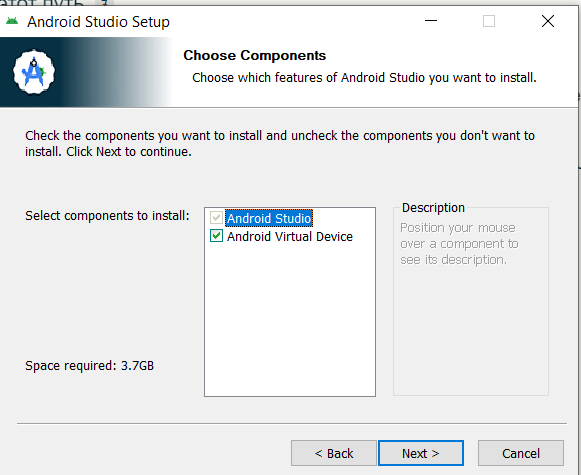 этот путь 3
Android Studio Setup
Choose Components
Choose which features of Android Studio you want to install.
Check the components you want to install and uncheck the components you don't want to
install. Click Next to continue.
Select components to install:
Android Studio
Android Virtual Device
Description
Position your mouse
over a component to
see its description.
Space required: 3.7GB
< Back
Next >
Cancel